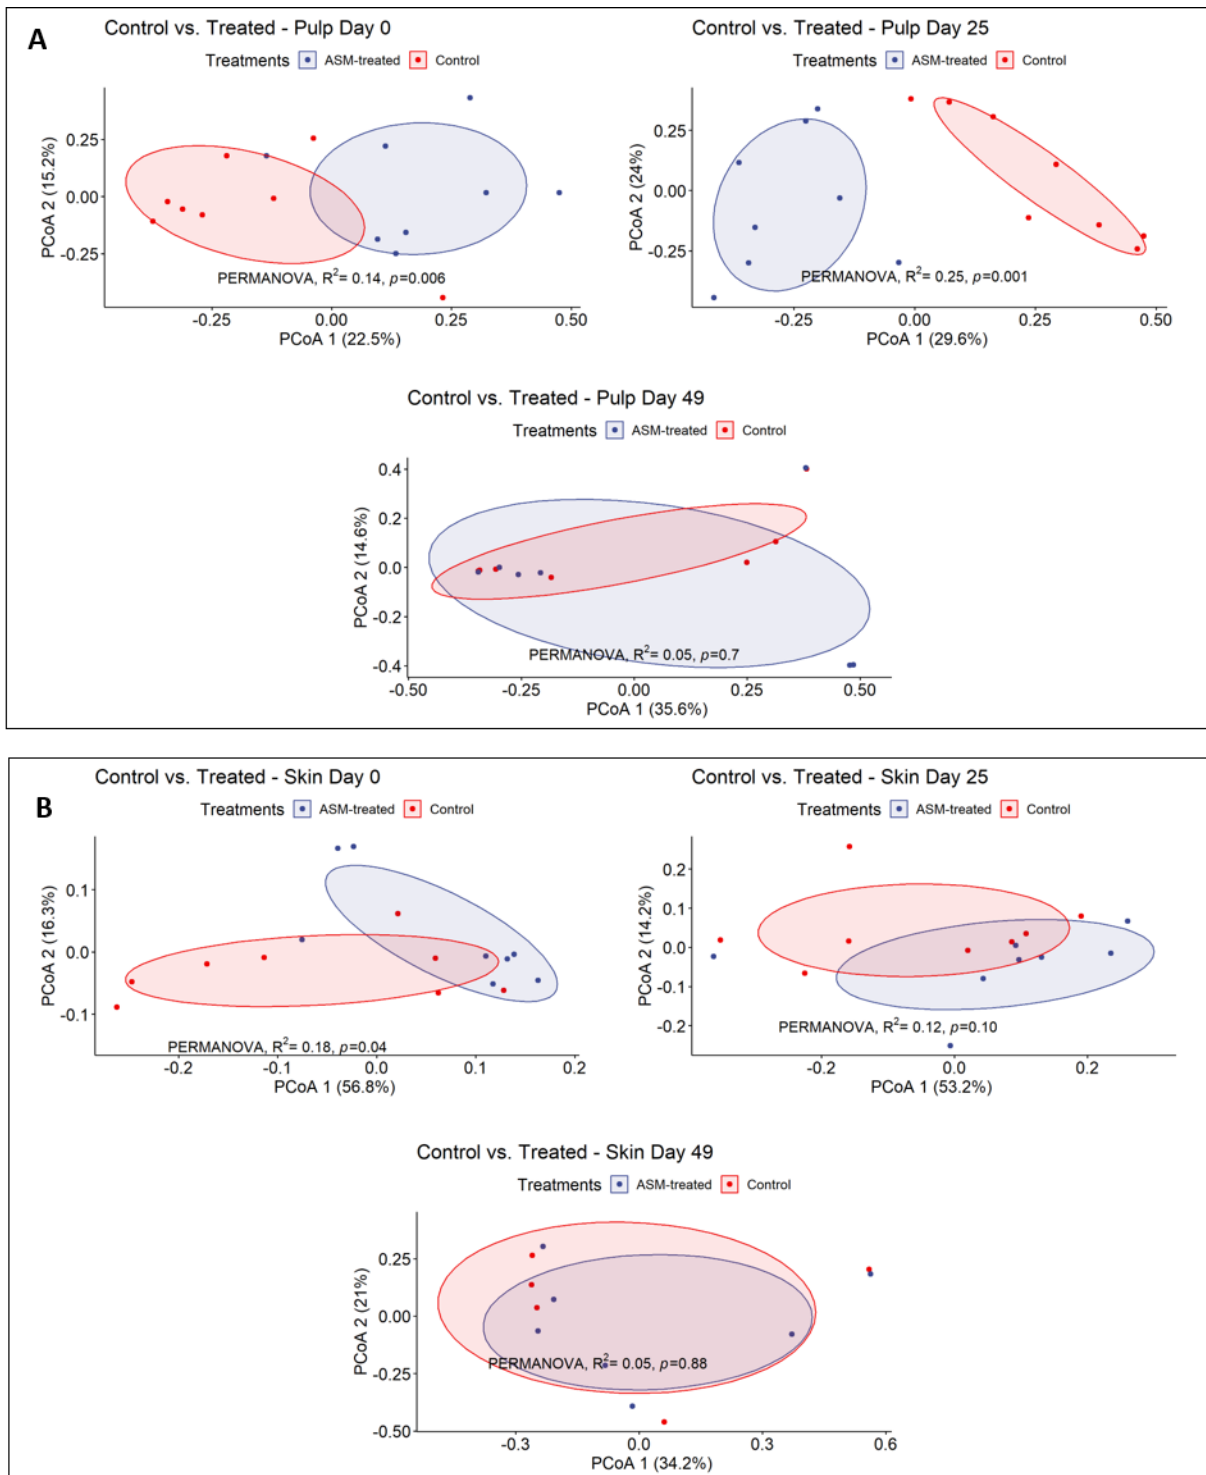 A
Control vs. Treated - Pulp Day 0
Treatments ASM-treated Control
PCoA 2 (15.2%)
0.25
0.00
-0.25
PERMANOVA, R²= 0.14, p=0.006
-0.25 0.00 0.25 0.50
PCoA 1 (22.5%)
Control vs. Treated - Pulp Day 25
Treatments ASM-treated Control
PCoA 2 (24%)
0.25
0.00
-0.25
PERMANOVA, R²= 0.25, p=0.001
-0.25 0.00 0.25 0.50
PCoA 1 (29.6%)
Control vs. Treated - Pulp Day 49
Treatments ASM-treated Control
PCoA 2 (14.6%)
0.4
0.2
0.0
-0.2
-0.4
PERMANOVA, R²= 0.05, p=0.7
-0.50 -0.25 0.00 0.25 0.50
PCoA 1 (35.6%)
B
Control vs. Treated - Skin Day 0
Treatments ASM-treated Control
PCoA 2 (16.3%)
0.1
0.0
-0.1
PERMANOVA, R²= 0.18, p=0.04
-0.2 -0.1 0.0 0.1 0.2
PCoA 1 (56.8%)
Control vs. Treated - Skin Day 25
Treatments ASM-treated Control
PCoA 2 (14.2%)
0.2
0.1
0.0
-0.1
-0.2
PERMANOVA, R²= 0.12, p=0.10
-0.2 0.0 0.2
PCoA 1 (53.2%)
Control vs. Treated - Skin Day 49
Treatments ASM-treated Control
PCoA 2 (21%)
0.25
0.00
-0.25
-0.50
PERMANOVA, R²= 0.05, p=0.88
-0.3 0.0 0.3 0.6
PCoA 1 (34.2%)